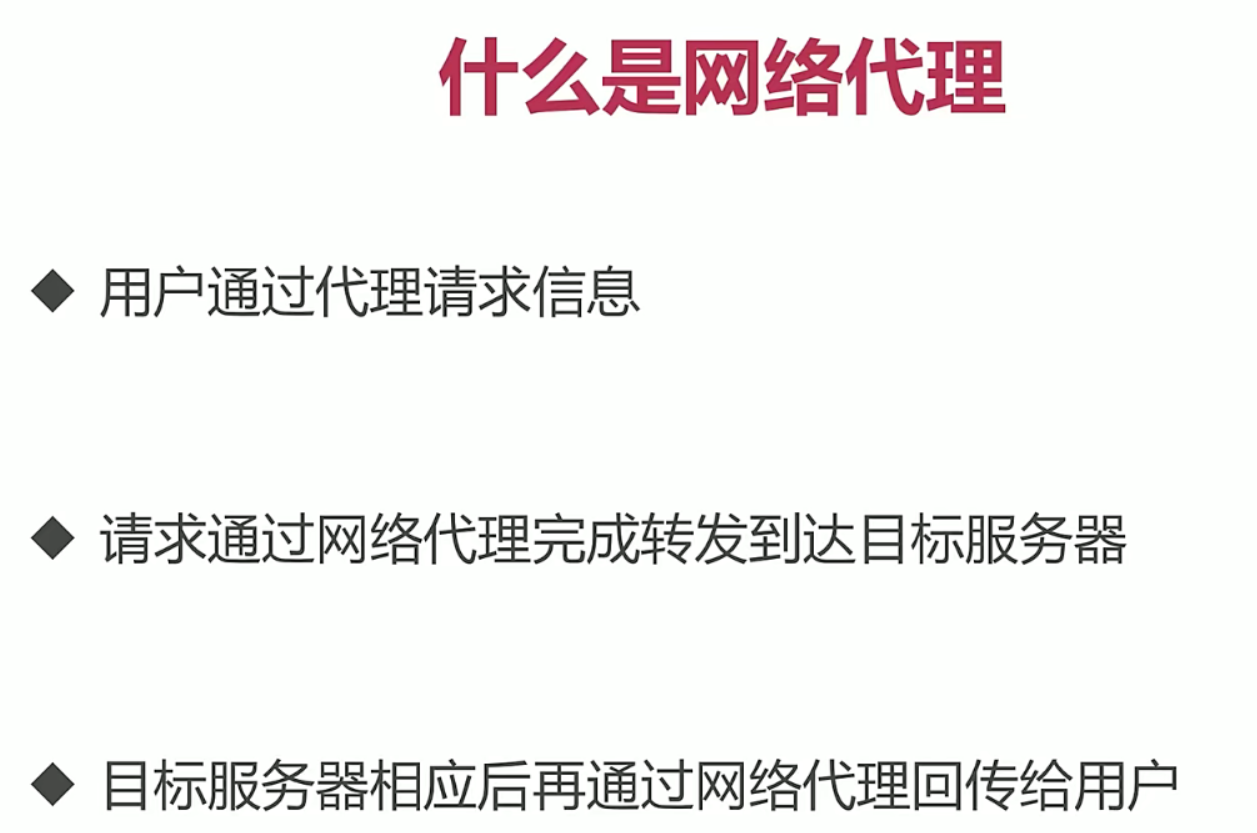 什么是网络代理
◆ 用户通过代理请求信息
◆ 请求通过网络代理完成转发到达目标服务器
◆ 目标服务器相应后再通过网络代理回传给用户